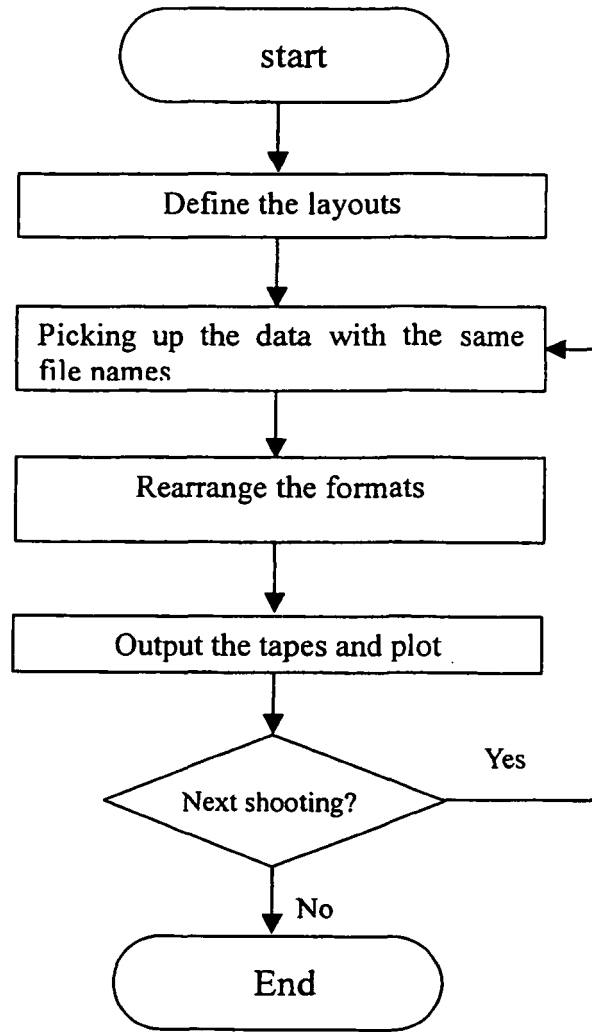 start
Define the layouts
Picking up the data with the same
file names
Rearrange the formats
Output the tapes and plot
Next shooting?
Yes
No
End